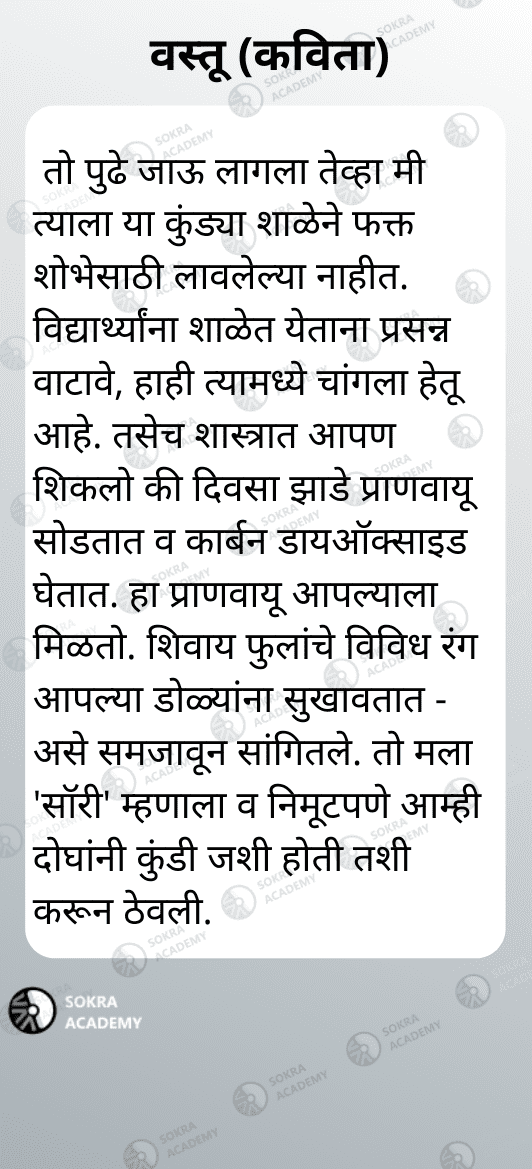 वस्तू (कविता)
तो पुढे जाऊ लागला तेव्हा मी
त्याला या कुंड्या शाळेने फक्त
शोभेसाठी लावलेल्या नाहीत.
विद्यार्थ्यांना शाळेत येताना प्रसन्न
वाटावे, हाही त्यामध्ये चांगला हेतू
आहे. तसेच शास्त्रात आपण
शिकलो की दिवसा झाडे प्राणवायू
सोडतात व कार्बन डायऑक्साइड
घेतात. हा प्राणवायू आपल्याला
मिळतो. शिवाय फुलांचे विविध रंग
आपल्या डोळ्यांना सुखावतात -
असे समजावून सांगितले. तो मला
'सॉरी' म्हणाला व निमूटपणे आम्ही
दोघांनी कुंडी जशी होती तशी
करून ठेवली.
SOKRA
ACADEMY